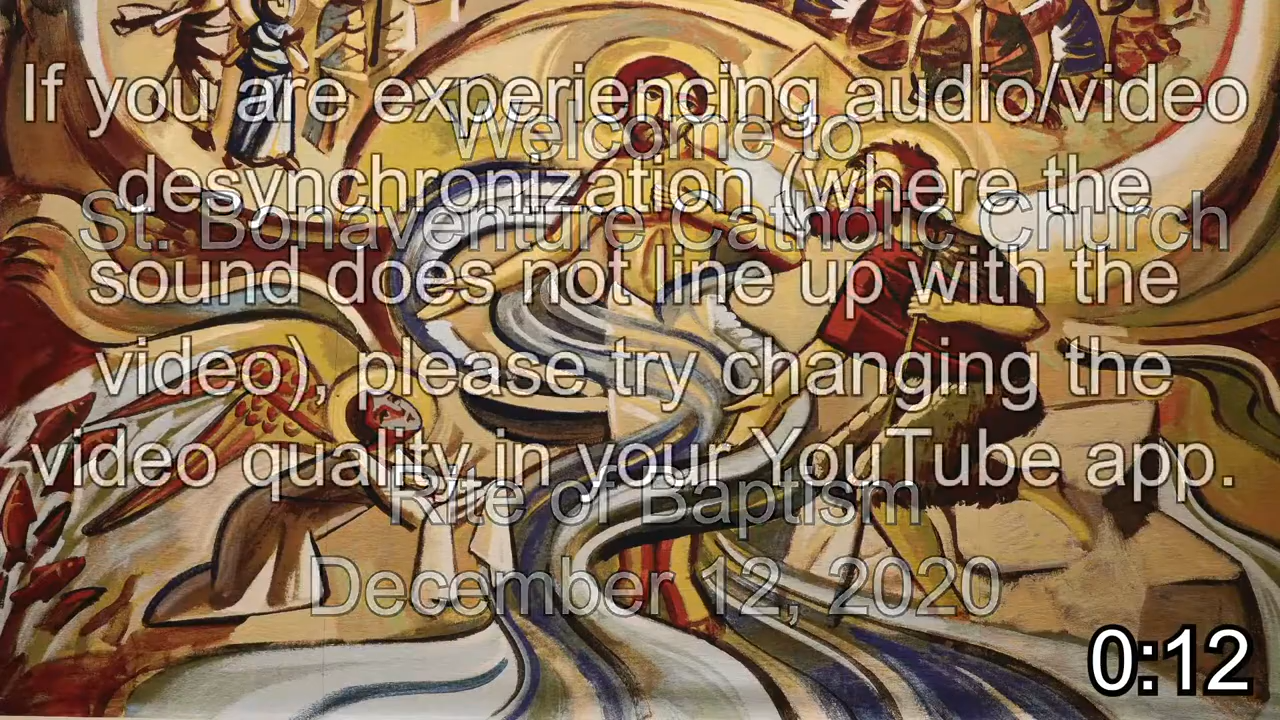 If you are experiencing audio/video
Welcome to
desynchronization (where the
St. Bonaventure Catholic Church
sound does not line up with the
video), please try changing the
video quality in your YouTube app.
Rite of Baptism
December 12, 2020
0:12